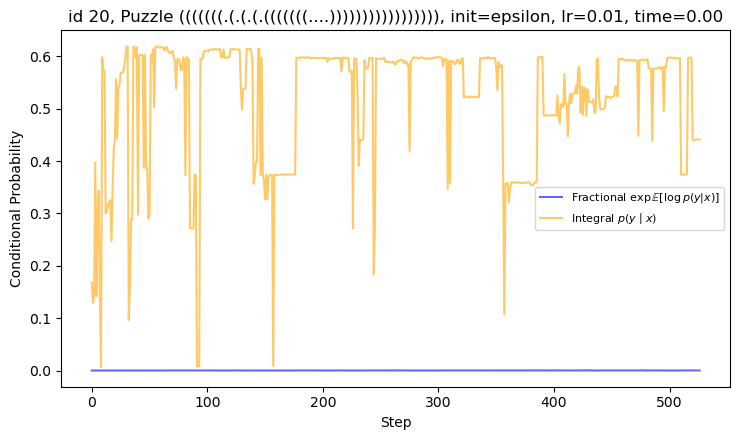 id 20, Puzzle (((((((.(.(.(.(((((((....))))))))))))))))), init=epsilon, lr=0.01, time=0.00
Conditional Probability
0.6
0.5
0.4
0.3
0.2
0.1
0.0
Fractional exp𝔼[log p(y|x)]
Integral p(y | x)
0 100 200 300 400 500
Step